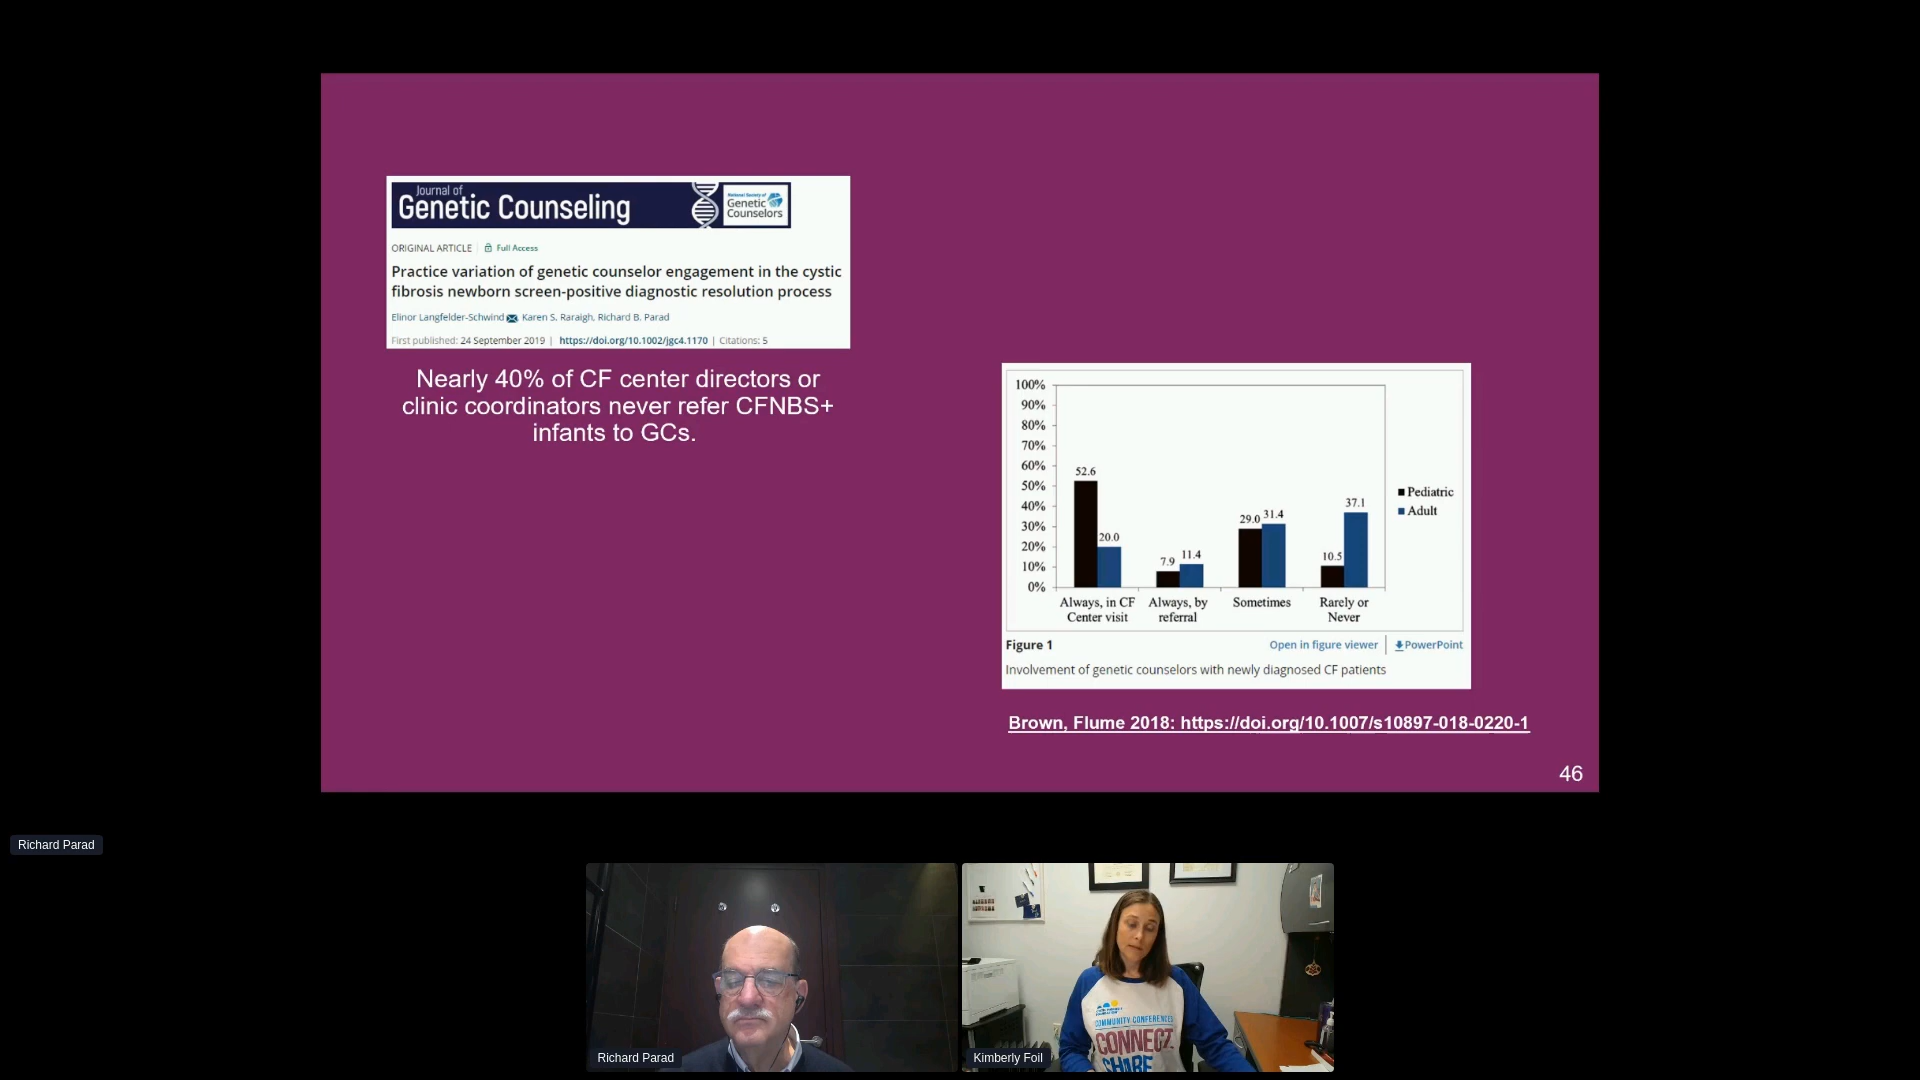 Journal of
Genetic Counseling
National Society of
Genetic
Counselors
ORIGINAL ARTICLE | Full Access
Practice variation of genetic counselor engagement in the cystic
fibrosis newborn screen-positive diagnostic resolution process
Elinor Langfelder-Schwind, Karen S. Raraigh, Richard B. Parad
First published: 24 September 2019 | https://doi.org/10.1002/jgc4.1170 | Citations: 5
Nearly 40% of CF center directors or
clinic coordinators never refer CFNBS+
infants to GCs.
100%
90%
80%
70%
60%
50%
40%
30%
20%
10%
0%
52.6
20.0
7.9
11.4
29.0
31.4
10.5
37.1
Always, in CF
Center visit
Always, by
referral
Sometimes
Rarely or
Never
Pediatric
Adult
Figure 1
Open in figure viewer | PowerPoint
Involvement of genetic counselors with newly diagnosed CF patients
Brown, Flume 2018: https://doi.org/10.1007/s10897-018-0220-1
46
Richard Parad
Richard Parad
Kimberly Foil
COMMUNITY CONFERENCES
CONNECT
SHARE